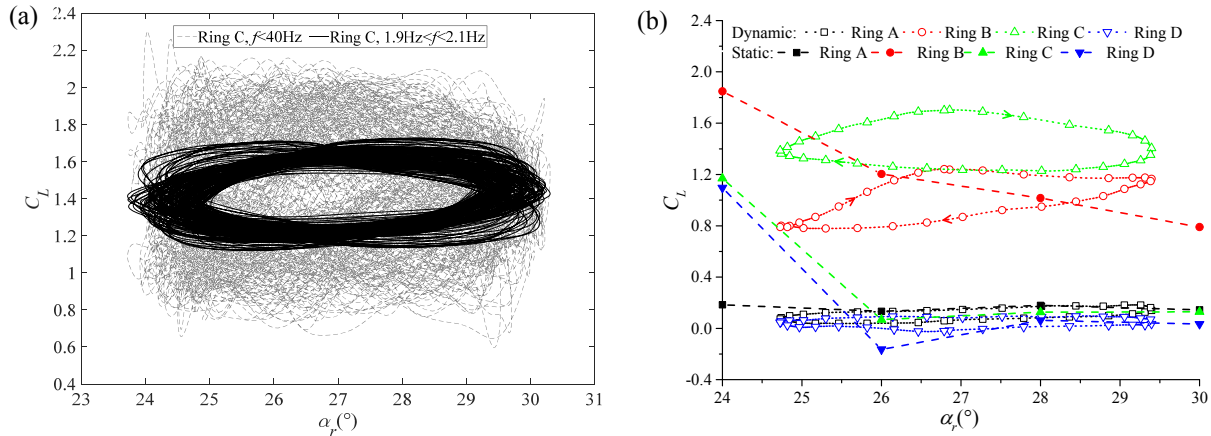 (a)
Ring C, f<40Hz Ring C, 1.9Hz<f<2.1Hz
C_L
2.4
2.2
2
1.8
1.6
1.4
1.2
1
0.8
0.6
0.4
23 24 25 26 27 28 29 30 31
α_r(°)
(b)
Dynamic: Ring A Ring B Ring C Ring D
Static: Ring A Ring B Ring C Ring D
C_L
2.4
2.0
1.6
1.2
0.8
0.4
0.0
-0.4
24 25 26 27 28 29 30
α_r(°)